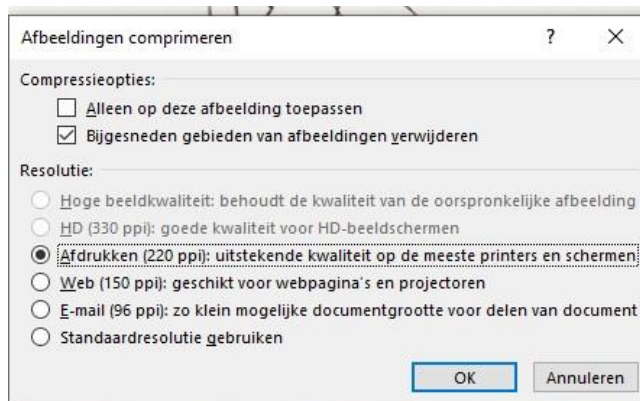 Afbeeldingen comprimeren ? X
Compressieopties:
Alleen op deze afbeelding toepassen
Bijgesneden gebieden van afbeeldingen verwijderen
Resolutie:
Hoge beeldkwaliteit: behoudt de kwaliteit van de oorspronkelijke afbeelding
HD (330 ppi): goede kwaliteit voor HD-beeldschermen
Afdrukken (220 ppi): uitstekende kwaliteit op de meeste printers en schermen
Web (150 ppi): geschikt voor webpagina's en projectoren
E-mail (96 ppi): zo klein mogelijke documentgrootte voor delen van document
Standaardresolutie gebruiken
OK Annuleren